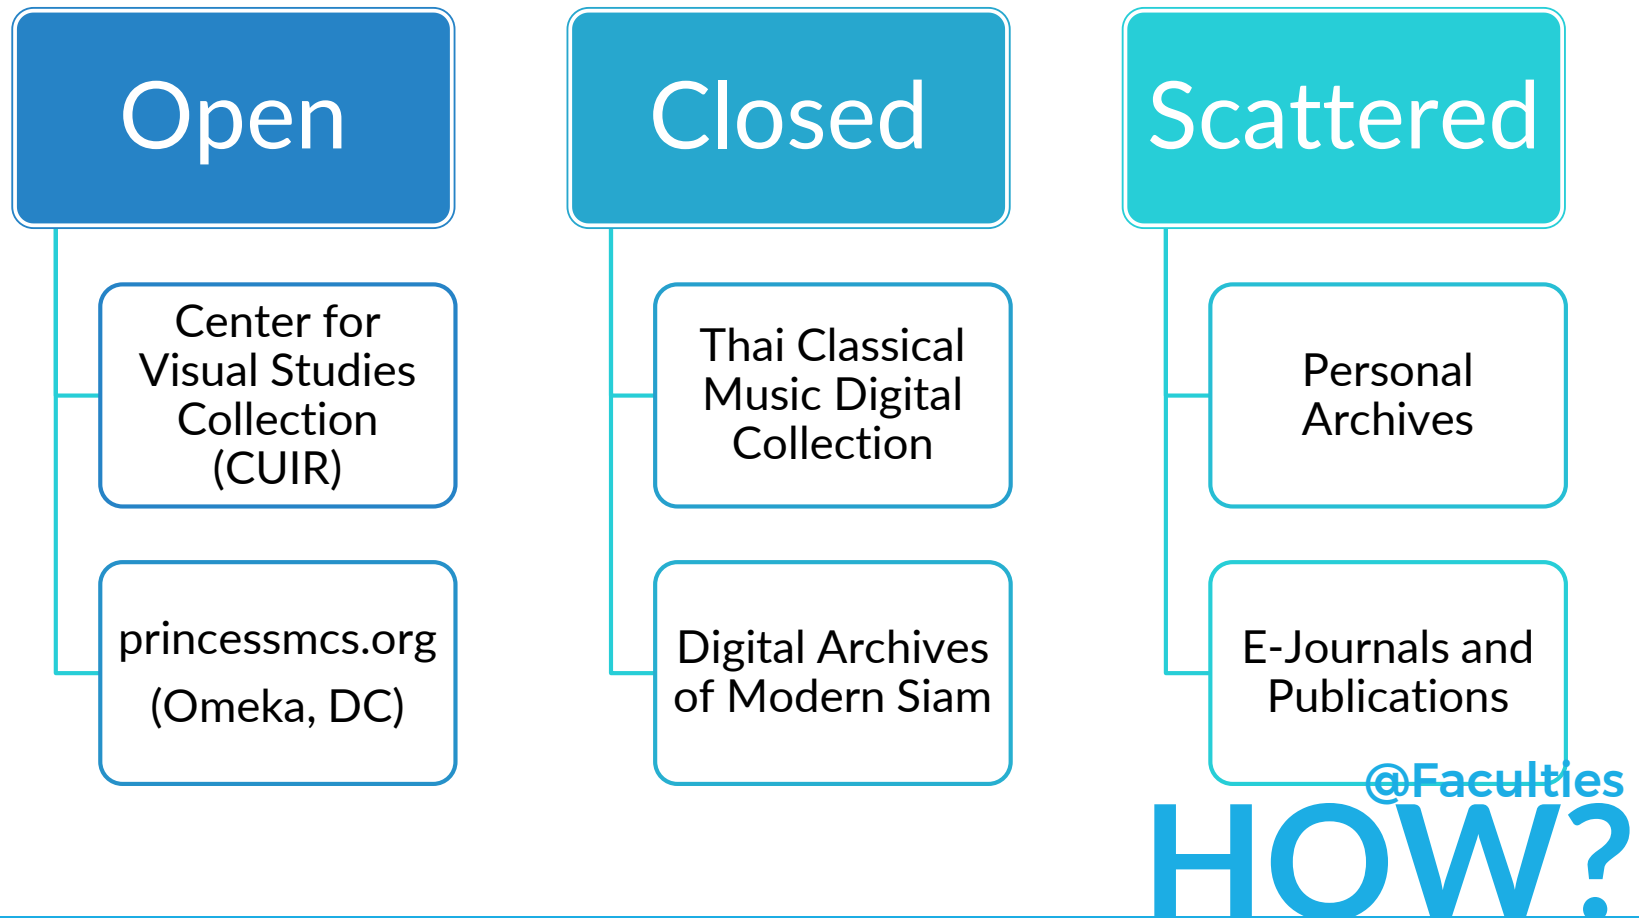 Open
Center for
Visual Studies
Collection
(CUIR)
princessmcs.org
(Omeka, DC)
Closed
Thai Classical
Music Digital
Collection
Digital Archives
of Modern Siam
Scattered
Personal
Archives
E-Journals and
Publications
@Faculties
HOW?